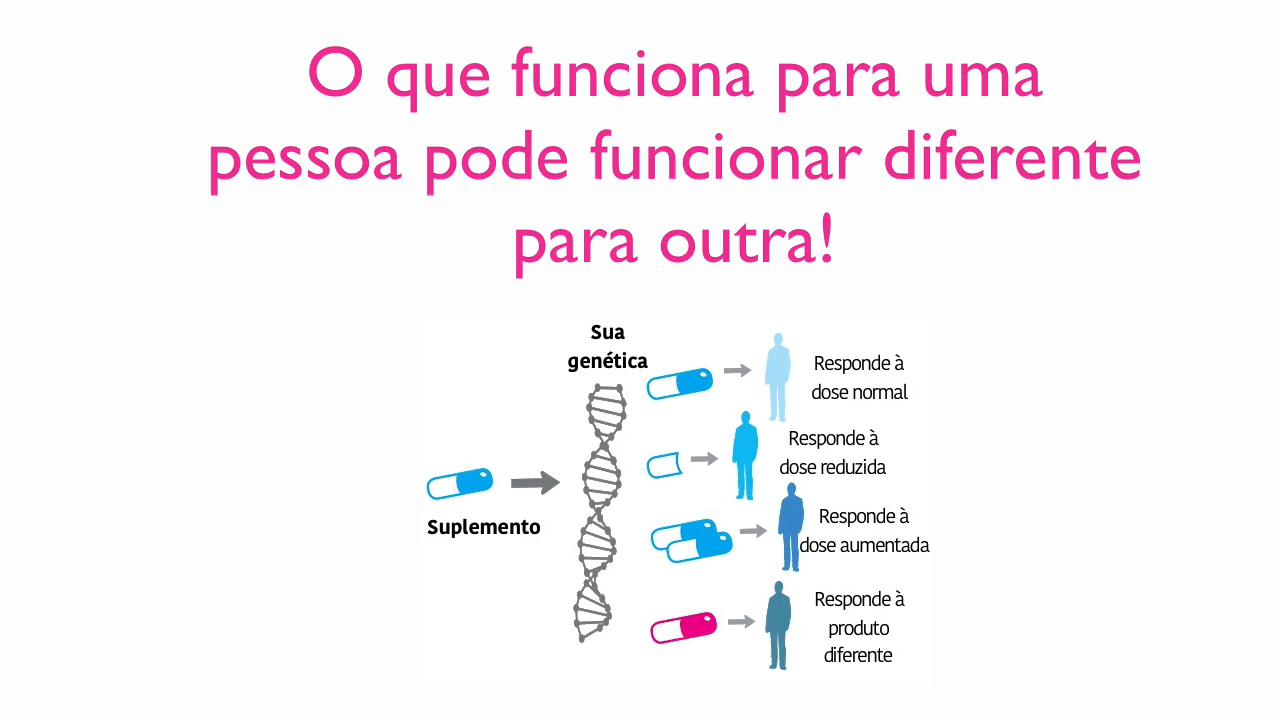 O que funciona para uma
pessoa pode funcionar diferente
para outra!
Sua
genética
Suplemento
Responde à
dose normal
Responde à
dose reduzida
Responde à
dose aumentada
Responde à
produto
diferente